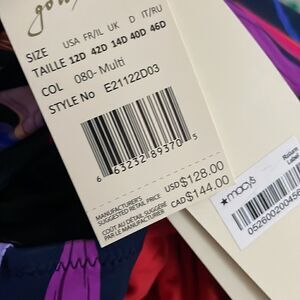 SIZE USA FR/IL UK D IT/RU
TAILLE 12D 42D 14D 40D 46D
COL 080- Multi
STYLE No E21122D03
6 63232 89370 5
MANUFACTURER'S
SUGGESTED RETAIL PRICE USD $128.00
COÛT AU DÉTAIL SUGGÉRÉ
PAR LE MANUFACTURIER CAD $144.00
★macy's
Return